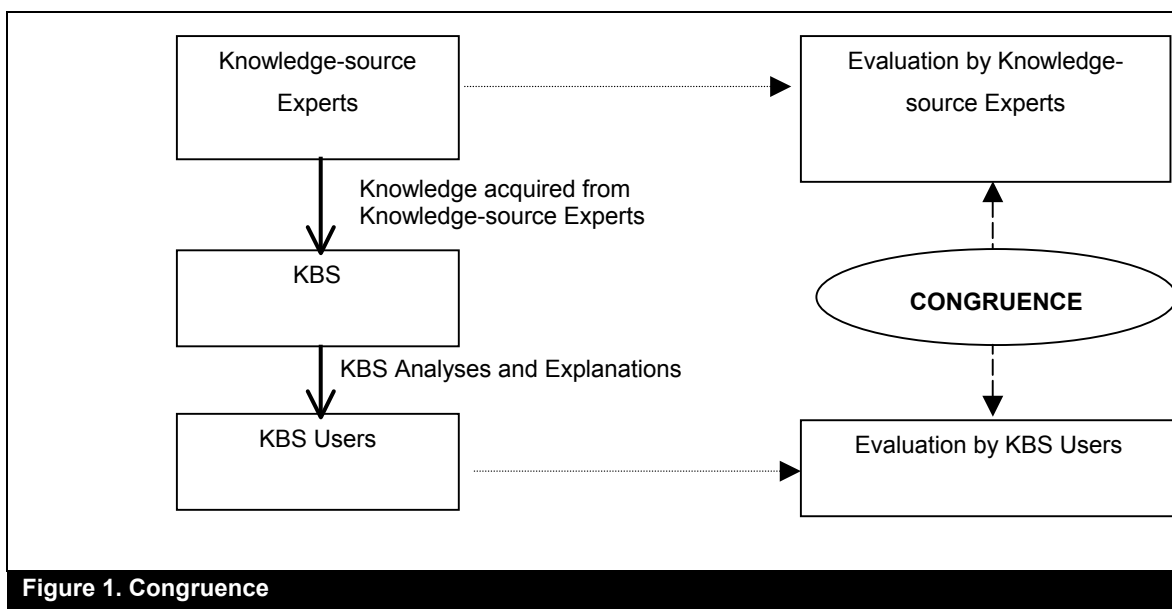 Knowledge-source
Experts
Evaluation by Knowledge-
source Experts
Knowledge acquired from
Knowledge-source Experts
KBS
CONGRUENCE
KBS Analyses and Explanations
KBS Users
Evaluation by KBS Users
Figure 1. Congruence